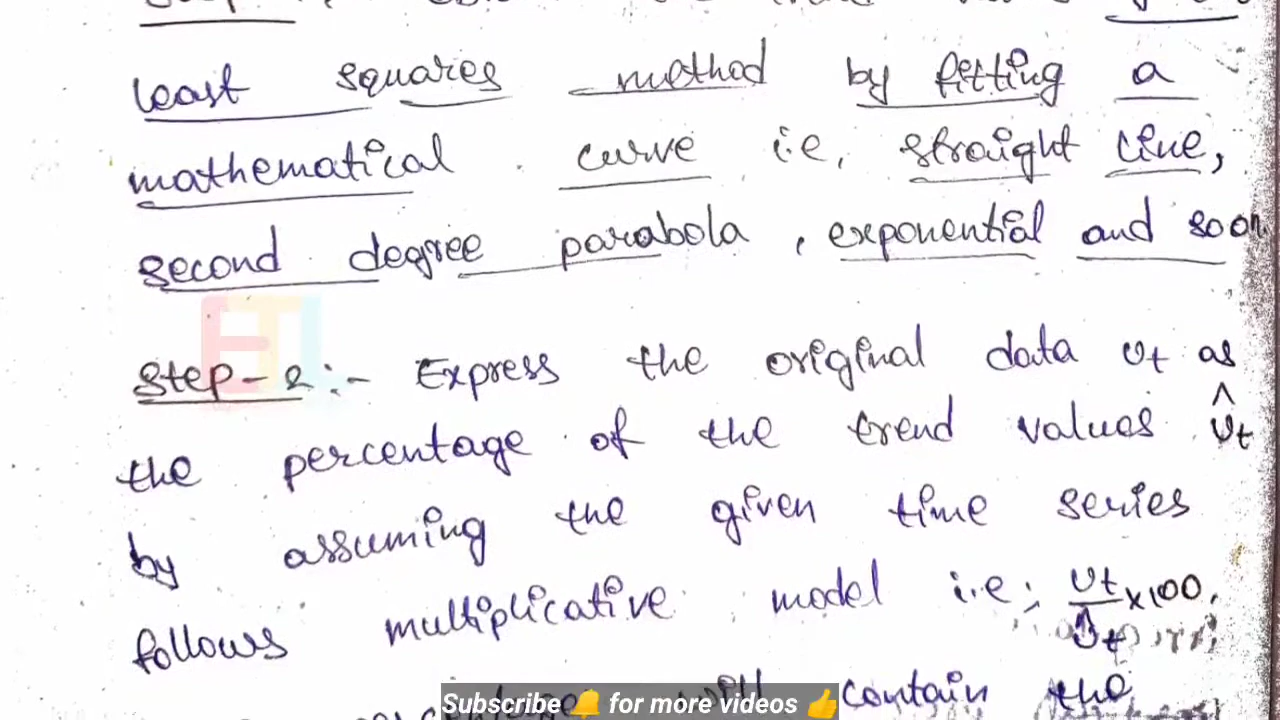 least squares method by fitting a
mathematical curve i.e, straight line,
second degree parabola, exponential and soon
Step-2:- Express the original data Ut as
the percentage of the trend values Ût
by assuming the given time series
follows multiplicative model i.e; Ut/Ût x100.
will contain the
Subscribe 🔔 for more videos 👍